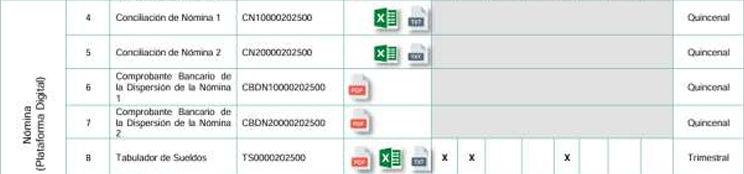 Nómina
(Plataforma Digital)
4 Conciliación de Nómina 1 CN10000202500 TXT Quincenal
5 Conciliación de Nómina 2 CN20000202500 TXT Quincenal
6 Comprobante Bancario de
la Dispersión de la Nómina
1 CBDN10000202500 PDF Quincenal
7 Comprobante Bancario de
la Dispersión de la Nómina
2 CBDN20000202500 PDF Quincenal
8 Tabulador de Sueldos TS0000202500 PDF TXT X X X Trimestral